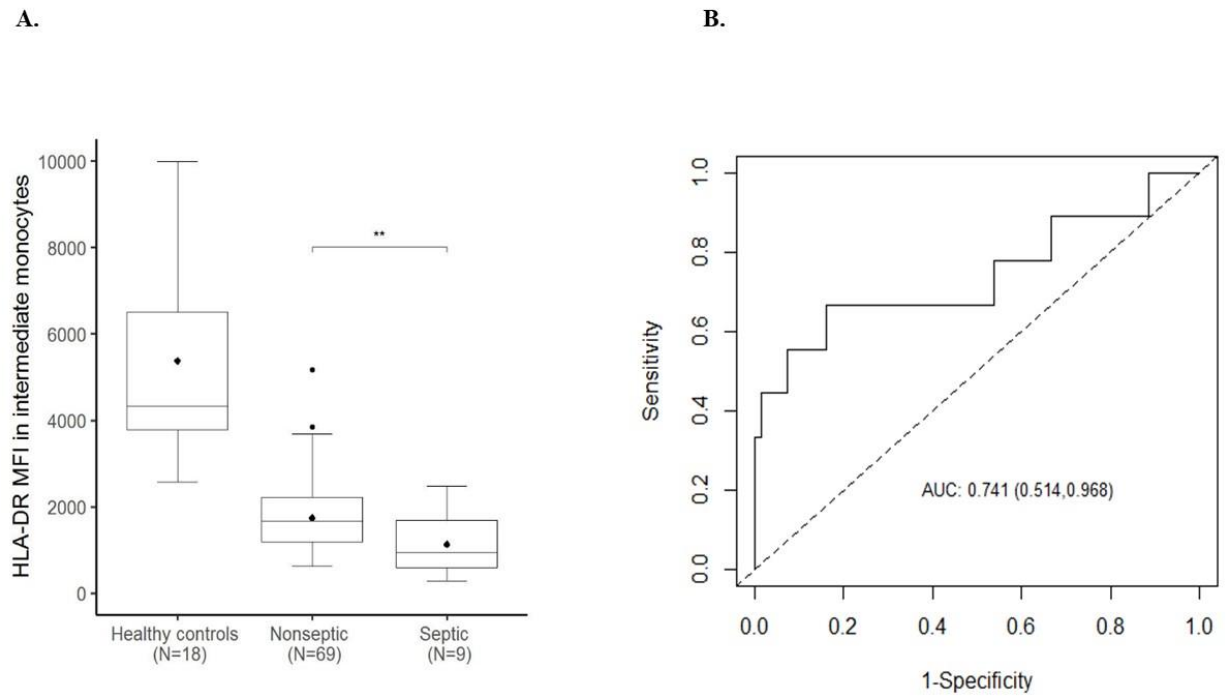 A.
B.
HLA-DR MFI in intermediate monocytes
10000
8000
6000
4000
2000
0
**
Healthy controls
(N=18)
Nonseptic
(N=69)
Septic
(N=9)
Sensitivity
1.0
0.8
0.6
0.4
0.2
0.0
AUC: 0.741 (0.514,0.968)
0.0 0.2 0.4 0.6 0.8 1.0
1-Specificity